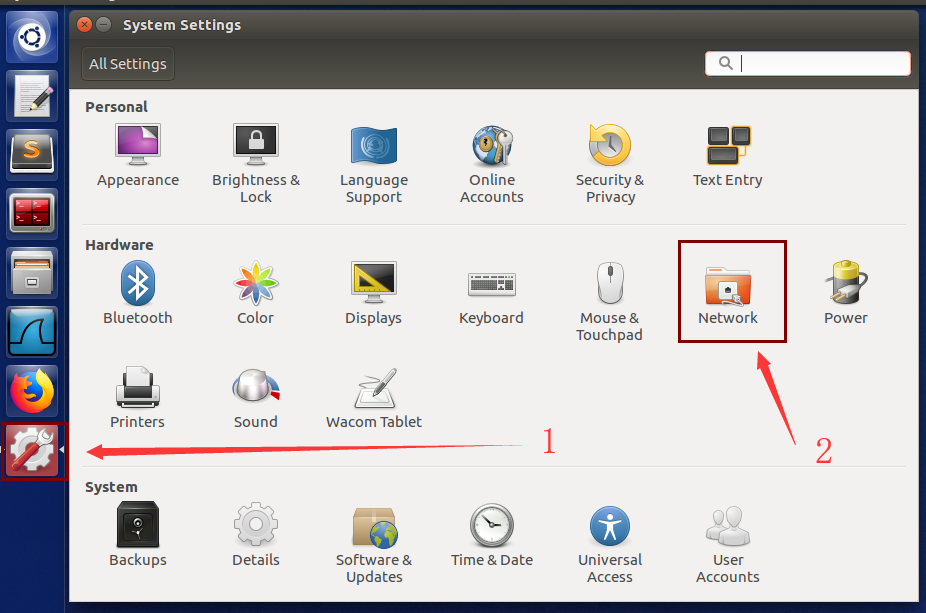 System Settings
All Settings
Personal
Appearance
Brightness &
Lock
Language
Support
Online
Accounts
Security &
Privacy
Text Entry
Hardware
Bluetooth
Color
Displays
Keyboard
Mouse &
Touchpad
Network
Power
Printers
Sound
Wacom Tablet
1
2
System
Backups
Details
Software &
Updates
Time & Date
Universal
Access
User
Accounts